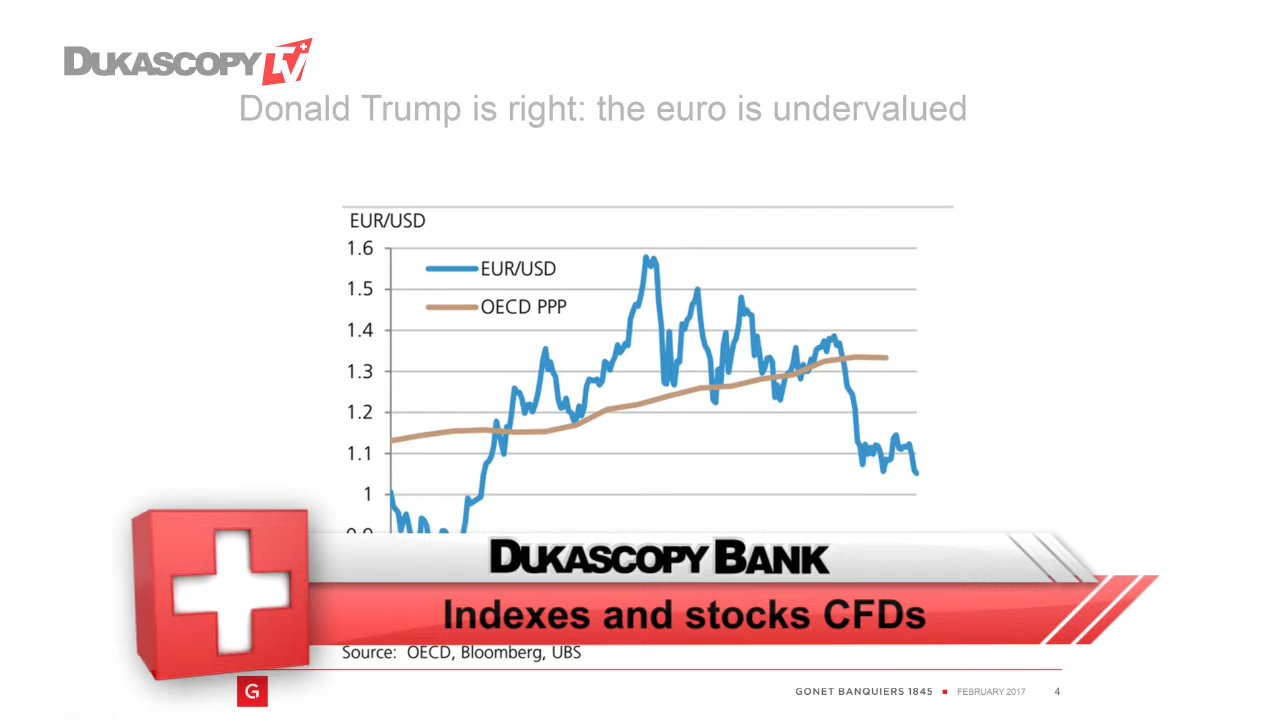 DUKASCOPY TV
Donald Trump is right: the euro is undervalued
EUR/USD
1.6
EUR/USD
1.5
OECD PPP
1.4
1.3
1.2
1.1
1
DUKASCOPY BANK
Indexes and stocks CFDs
Source: OECD, Bloomberg, UBS
G
GONET BANQUIERS 1845 ■ FEBRUARY 2017 4